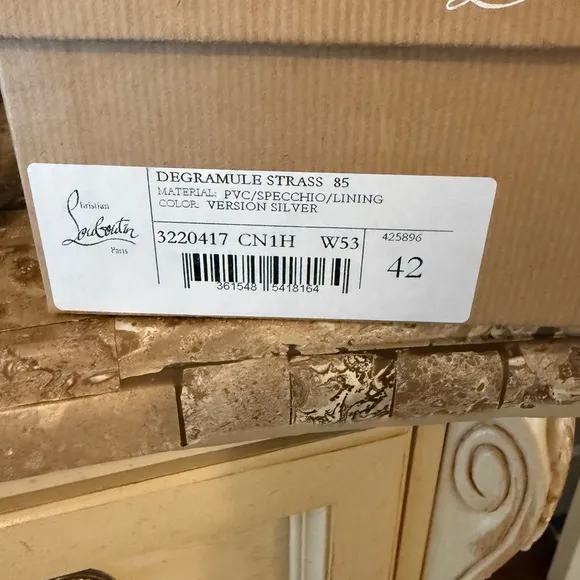 DEGRAMULE STRASS 85
MATERIAL: PVC/SPECCHIO/LINING
COLOR: VERSION SILVER
Christian
Louboutin
Paris
3220417 CN1H W53
425896
42
361548 5418164